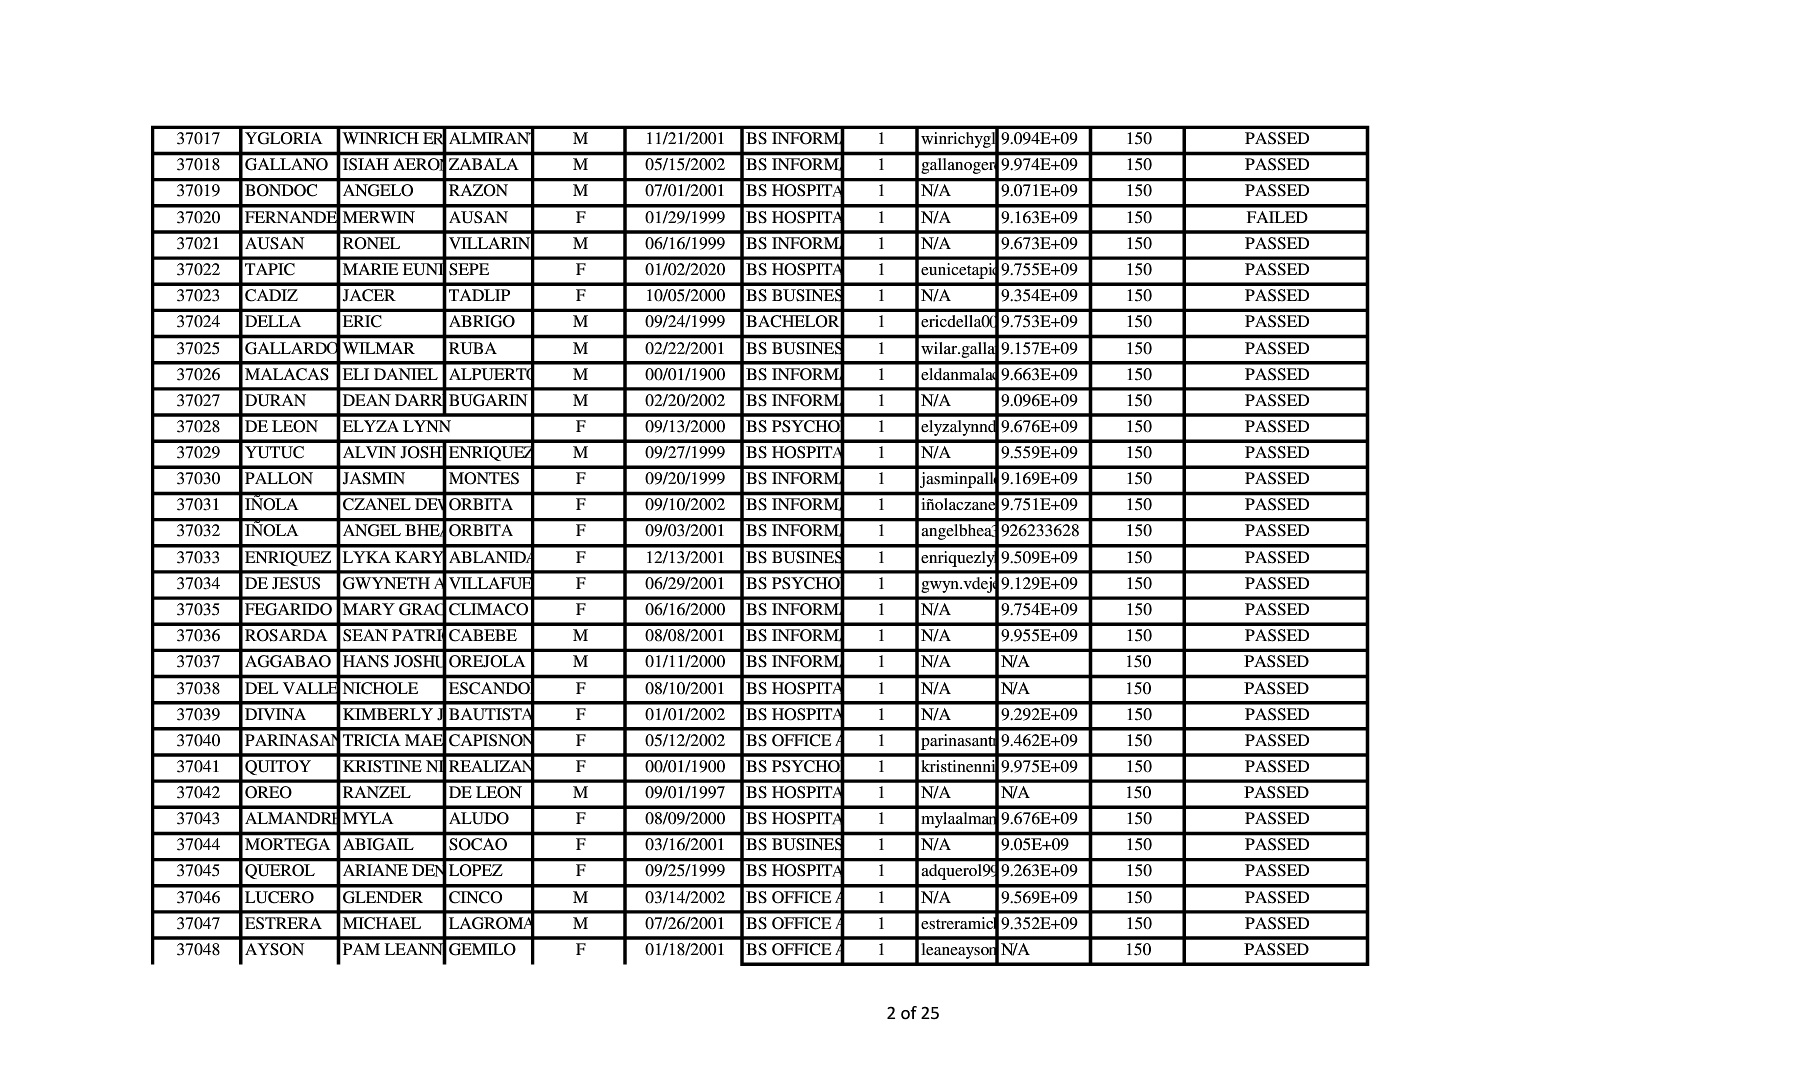 37017 YGLORIA WINRICH ER ALMIRAN M 11/21/2001 BS INFORM 1 winrichygl 9.094E+09 150 PASSED
37018 GALLANO ISIAH AERO ZABALA M 05/15/2002 BS INFORM 1 gallanoger 9.974E+09 150 PASSED
37019 BONDOC ANGELO RAZON M 07/01/2001 BS HOSPITA 1 N/A 9.071E+09 150 PASSED
37020 FERNANDE MERWIN AUSAN F 01/29/1999 BS HOSPITA 1 N/A 9.163E+09 150 FAILED
37021 AUSAN RONEL VILLARIN M 06/16/1999 BS INFORM 1 N/A 9.673E+09 150 PASSED
37022 TAPIC MARIE EUNI SEPE F 01/02/2020 BS HOSPITA 1 eunicetapi 9.755E+09 150 PASSED
37023 CADIZ JACER TADLIP F 10/05/2000 BS BUSINES 1 N/A 9.354E+09 150 PASSED
37024 DELLA ERIC ABRIGO M 09/24/1999 BACHELOR 1 ericdella00 9.753E+09 150 PASSED
37025 GALLARDO WILMAR RUBA M 02/22/2001 BS BUSINES 1 wilar.galla 9.157E+09 150 PASSED
37026 MALACAS ELI DANIEL ALPUERTO M 00/01/1900 BS INFORM 1 eldanmala 9.663E+09 150 PASSED
37027 DURAN DEAN DARR BUGARIN M 02/20/2002 BS INFORM 1 N/A 9.096E+09 150 PASSED
37028 DE LEON ELYZA LYNN F 09/13/2000 BS PSYCHO 1 elyzalynnd 9.676E+09 150 PASSED
37029 YUTUC ALVIN JOSH ENRIQUEZ M 09/27/1999 BS HOSPITA 1 N/A 9.559E+09 150 PASSED
37030 PALLON JASMIN MONTES F 09/20/1999 BS INFORM 1 jasminpall 9.169E+09 150 PASSED
37031 IÑOLA CZANEL DEV ORBITA F 09/10/2002 BS INFORM 1 iñolaczane 9.751E+09 150 PASSED
37032 IÑOLA ANGEL BHE ORBITA F 09/03/2001 BS INFORM 1 angelbhea 926233628 150 PASSED
37033 ENRIQUEZ LYKA KARY ABLANIDA F 12/13/2001 BS BUSINES 1 enriquezly 9.509E+09 150 PASSED
37034 DE JESUS GWYNETH A VILLAFUE F 06/29/2001 BS PSYCHO 1 gwyn.vdej 9.129E+09 150 PASSED
37035 FEGARIDO MARY GRAC CLIMACO F 06/16/2000 BS INFORM 1 N/A 9.754E+09 150 PASSED
37036 ROSARDA SEAN PATRI CABEBE M 08/08/2001 BS INFORM 1 N/A 9.955E+09 150 PASSED
37037 AGGABAO HANS JOSHU OREJOLA M 01/11/2000 BS INFORM 1 N/A N/A 150 PASSED
37038 DEL VALLE NICHOLE ESCANDO F 08/10/2001 BS HOSPITA 1 N/A N/A 150 PASSED
37039 DIVINA KIMBERLY J BAUTISTA F 01/01/2002 BS HOSPITA 1 N/A 9.292E+09 150 PASSED
37040 PARINASAN TRICIA MAE CAPISNON F 05/12/2002 BS OFFICE A 1 parinasant 9.462E+09 150 PASSED
37041 QUITOY KRISTINE NI REALIZAN F 00/01/1900 BS PSYCHO 1 kristinenni 9.975E+09 150 PASSED
37042 OREO RANZEL DE LEON M 09/01/1997 BS HOSPITA 1 N/A N/A 150 PASSED
37043 ALMANDRE MYLA ALUDO F 08/09/2000 BS HOSPITA 1 mylaalman 9.676E+09 150 PASSED
37044 MORTEGA ABIGAIL SOCAO F 03/16/2001 BS BUSINES 1 N/A 9.05E+09 150 PASSED
37045 QUEROL ARIANE DEN LOPEZ F 09/25/1999 BS HOSPITA 1 adquerol99 9.263E+09 150 PASSED
37046 LUCERO GLENDER CINCO M 03/14/2002 BS OFFICE A 1 N/A 9.569E+09 150 PASSED
37047 ESTRERA MICHAEL LAGROMA M 07/26/2001 BS OFFICE A 1 estreramic 9.352E+09 150 PASSED
37048 AYSON PAM LEANN GEMILO F 01/18/2001 BS OFFICE A 1 leaneayson N/A 150 PASSED
2 of 25